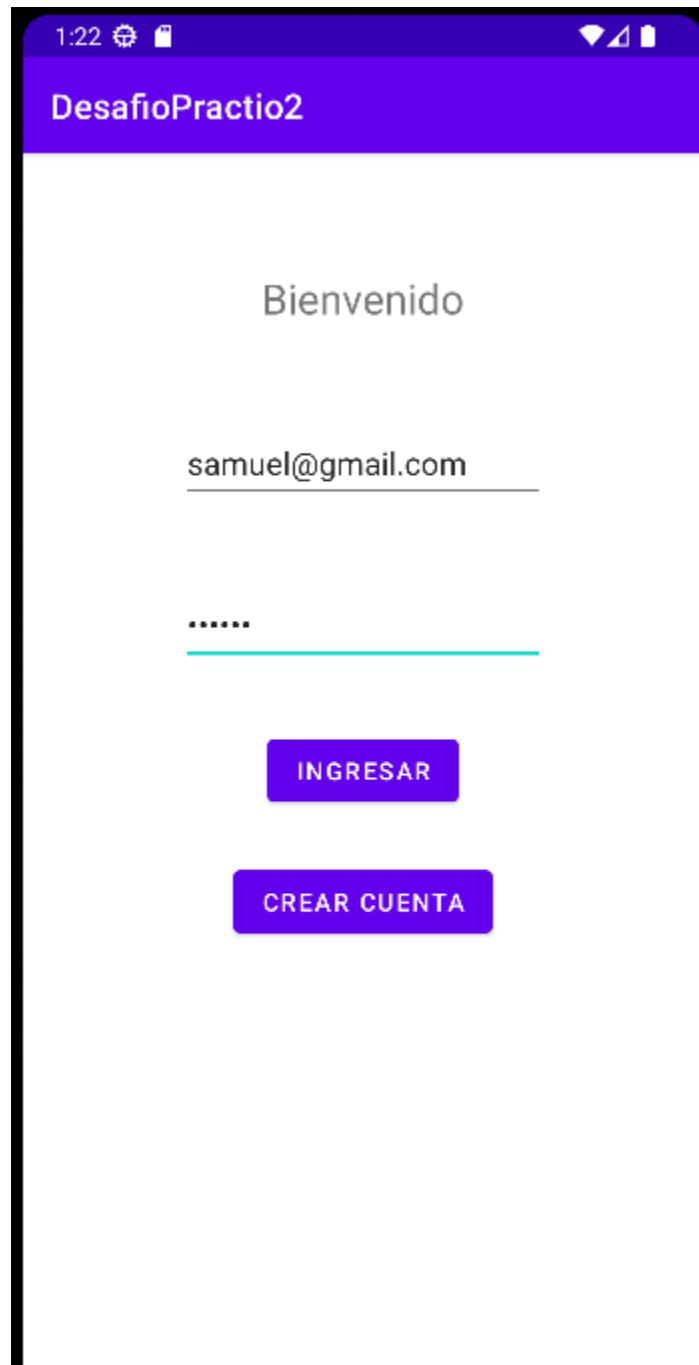 1:22
DesafioPractio2
Bienvenido
samuel@gmail.com
••••••
INGRESAR
CREAR CUENTA